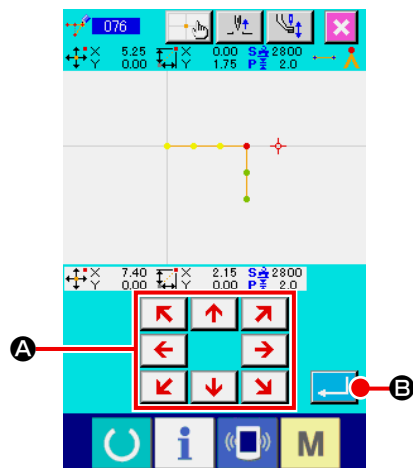 076
X 5.25 X 0.00 S 2800
Y 0.00 Y 1.75 P 2.0
X 7.40 X 2.15 S 2800
Y 0.00 Y 0.00 P 2.0
A
B
i M